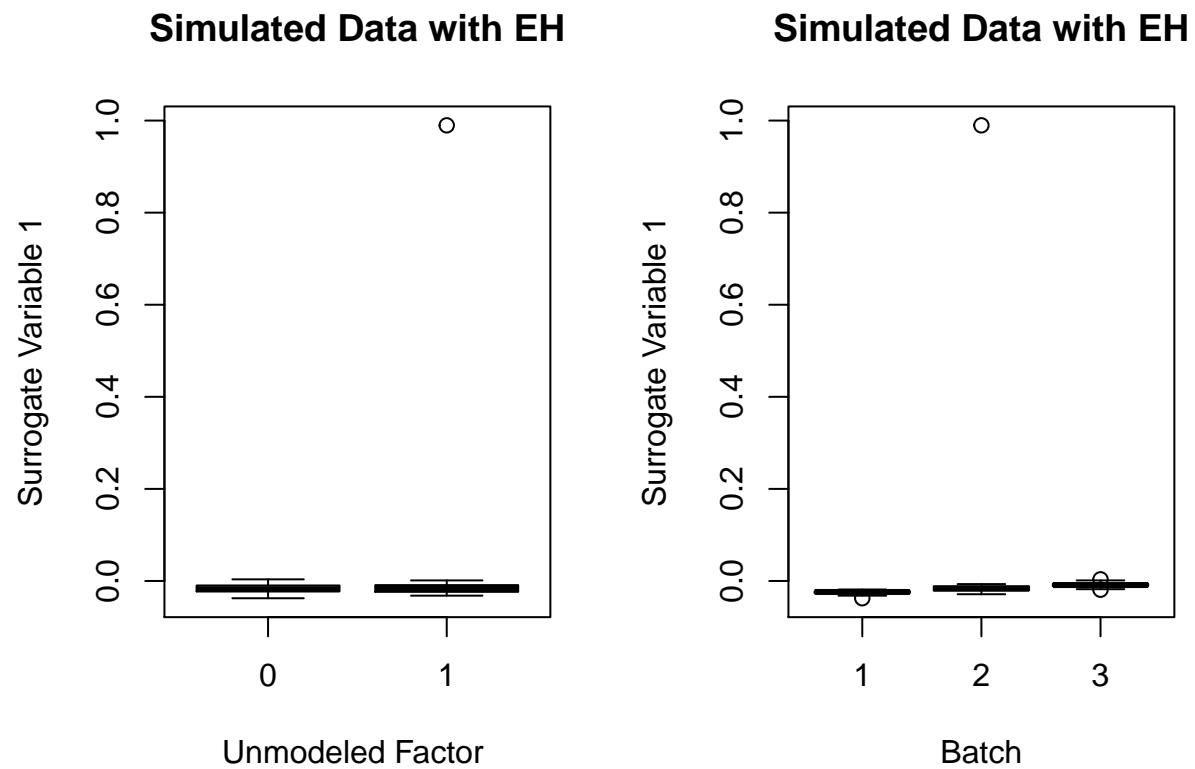 Simulated Data with EH
Surrogate Variable 1
1.0
0.8
0.6
0.4
0.2
0.0
0 1
Unmodeled Factor
Simulated Data with EH
Surrogate Variable 1
1.0
0.8
0.6
0.4
0.2
0.0
1 2 3
Batch